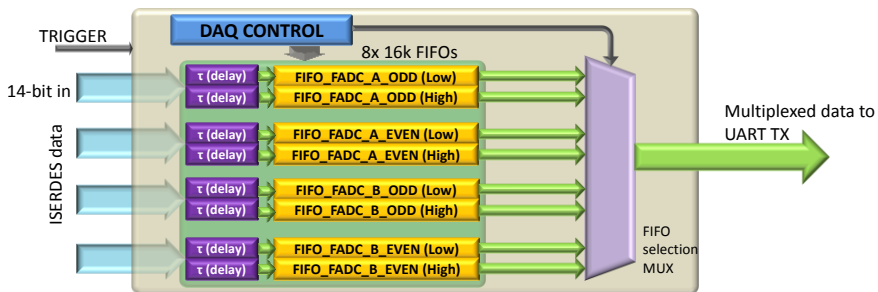 DAQ CONTROL
TRIGGER
8x 16k FIFOs
14-bit in
ISERDES data
τ (delay) FIFO_FADC_A_ODD (Low)
τ (delay) FIFO_FADC_A_ODD (High)
τ (delay) FIFO_FADC_A_EVEN (Low)
τ (delay) FIFO_FADC_A_EVEN (High)
τ (delay) FIFO_FADC_B_ODD (Low)
τ (delay) FIFO_FADC_B_ODD (High)
τ (delay) FIFO_FADC_B_EVEN (Low)
τ (delay) FIFO_FADC_B_EVEN (High)
FIFO
selection
MUX
Multiplexed data to
UART TX